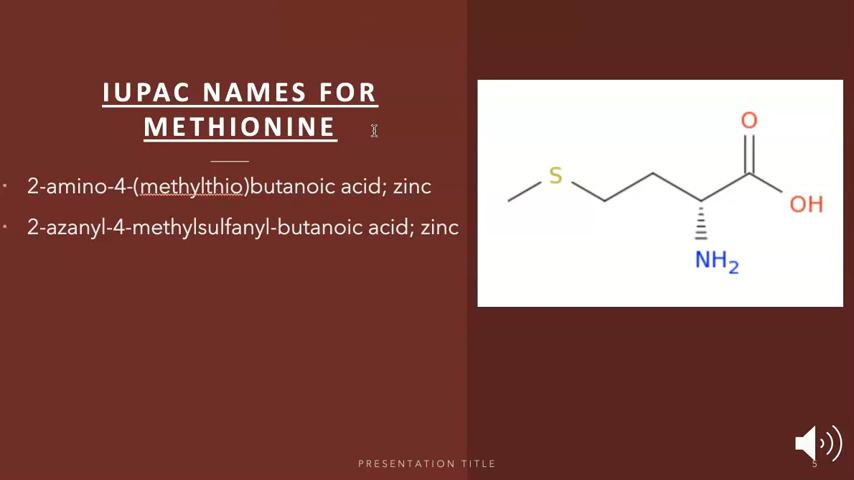 IUPAC NAMES FOR
METHIONINE
2-amino-4-(methylthio)butanoic acid; zinc
2-azanyl-4-methylsulfanyl-butanoic acid; zinc
O
S
OH
NH2
PRESENTATION TITLE
5